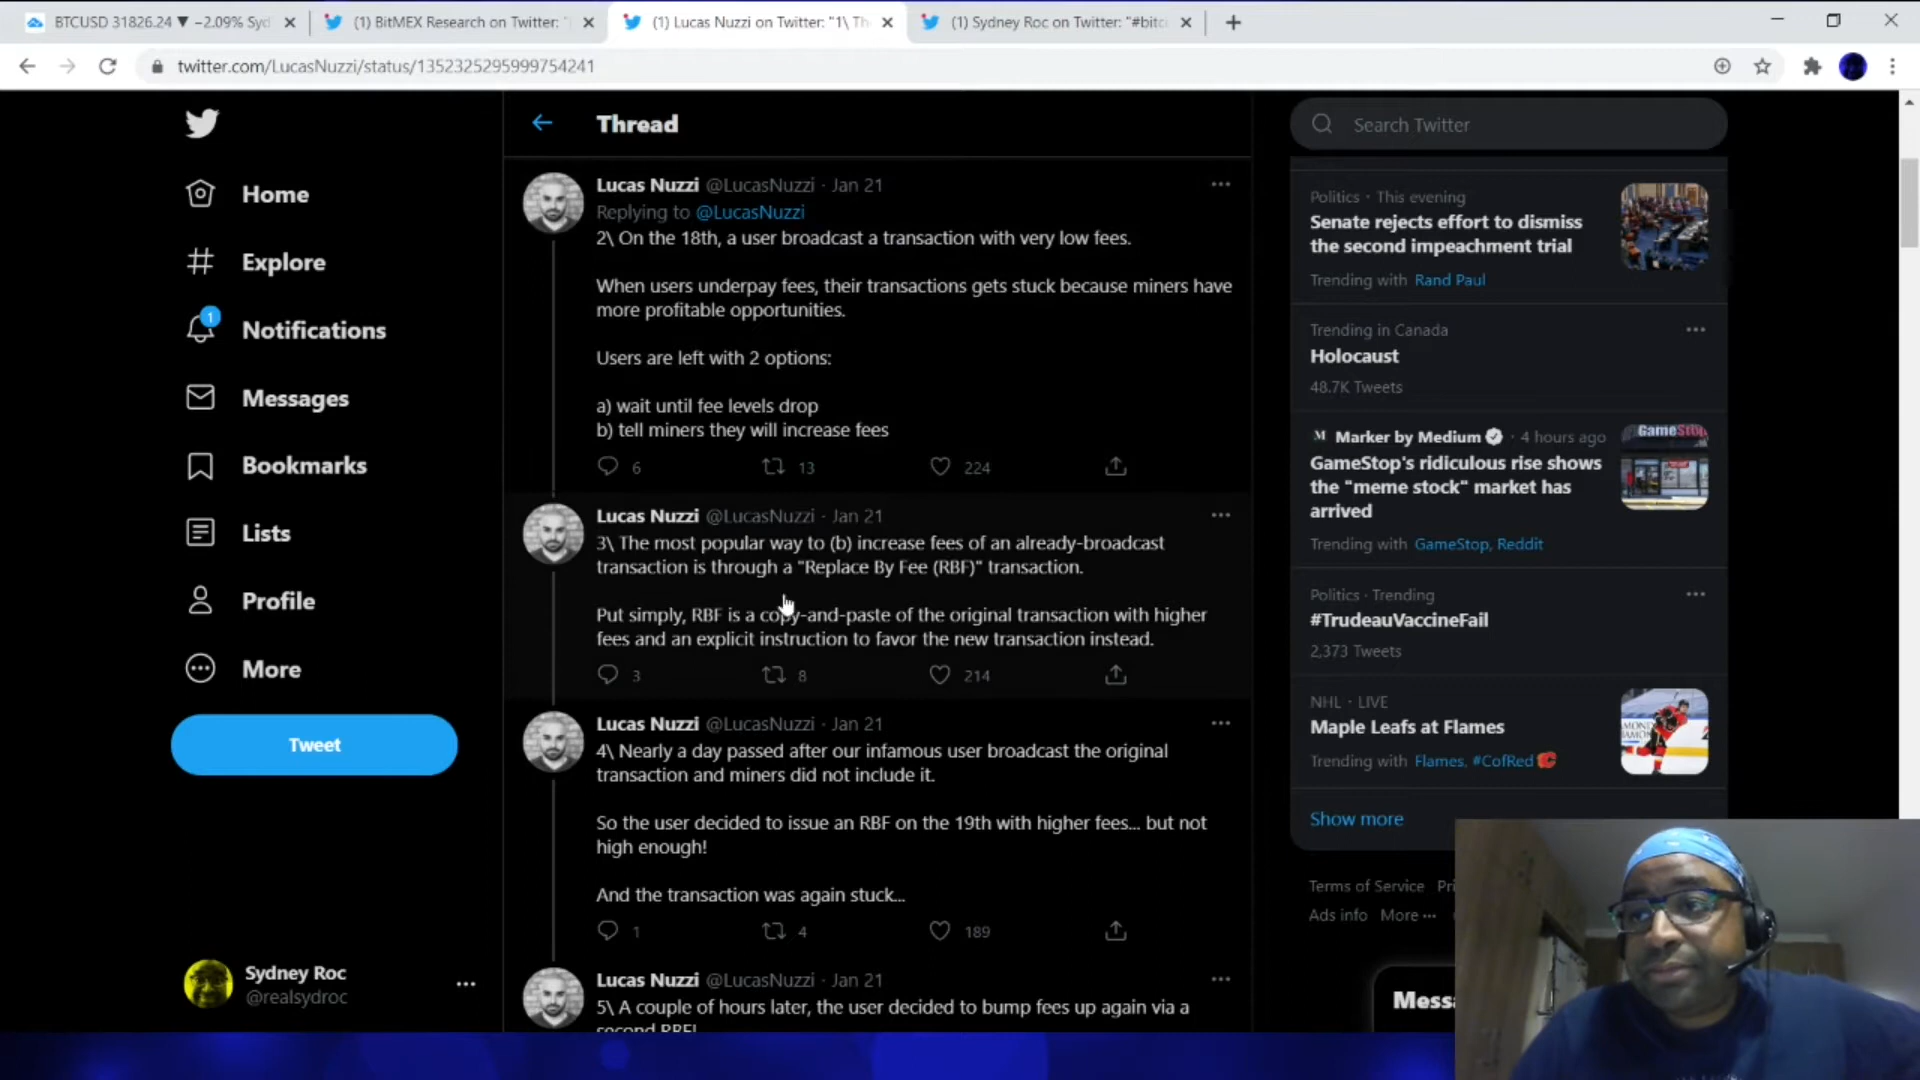 BTCUSD 31826.24 ▼ −2.09% Syd
(1) BitMEX Research on Twitter: "
(1) Lucas Nuzzi on Twitter: "1\ Th
(1) Sydney Roc on Twitter: "#bitc
twitter.com/LucasNuzzi/status/1352325295999754241
Home
Explore
1
Notifications
Messages
Bookmarks
Lists
Profile
More
Tweet
Sydney Roc
@realsydroc
Thread
Lucas Nuzzi @LucasNuzzi · Jan 21
Replying to @LucasNuzzi
2\ On the 18th, a user broadcast a transaction with very low fees.
When users underpay fees, their transactions gets stuck because miners have
more profitable opportunities.
Users are left with 2 options:
a) wait until fee levels drop
b) tell miners they will increase fees
6 13 224
Lucas Nuzzi @LucasNuzzi · Jan 21
3\ The most popular way to (b) increase fees of an already-broadcast
transaction is through a "Replace By Fee (RBF)" transaction.
Put simply, RBF is a copy-and-paste of the original transaction with higher
fees and an explicit instruction to favor the new transaction instead.
3 8 214
Lucas Nuzzi @LucasNuzzi · Jan 21
4\ Nearly a day passed after our infamous user broadcast the original
transaction and miners did not include it.
So the user decided to issue an RBF on the 19th with higher fees... but not
high enough!
And the transaction was again stuck...
1 4 189
Lucas Nuzzi @LucasNuzzi · Jan 21
5\ A couple of hours later, the user decided to bump fees up again via a
second RBF!
Search Twitter
Politics · This evening
Senate rejects effort to dismiss
the second impeachment trial
Trending with Rand Paul
Trending in Canada
Holocaust
48.7K Tweets
M Marker by Medium · 4 hours ago
GameStop's ridiculous rise shows
the "meme stock" market has
arrived
Trending with GameStop, Reddit
GameSto
Politics · Trending
#TrudeauVaccineFail
2,373 Tweets
NHL · LIVE
Maple Leafs at Flames
Trending with Flames, #CofRed
Show more
Terms of Service Pri
Ads info More ···
Messa